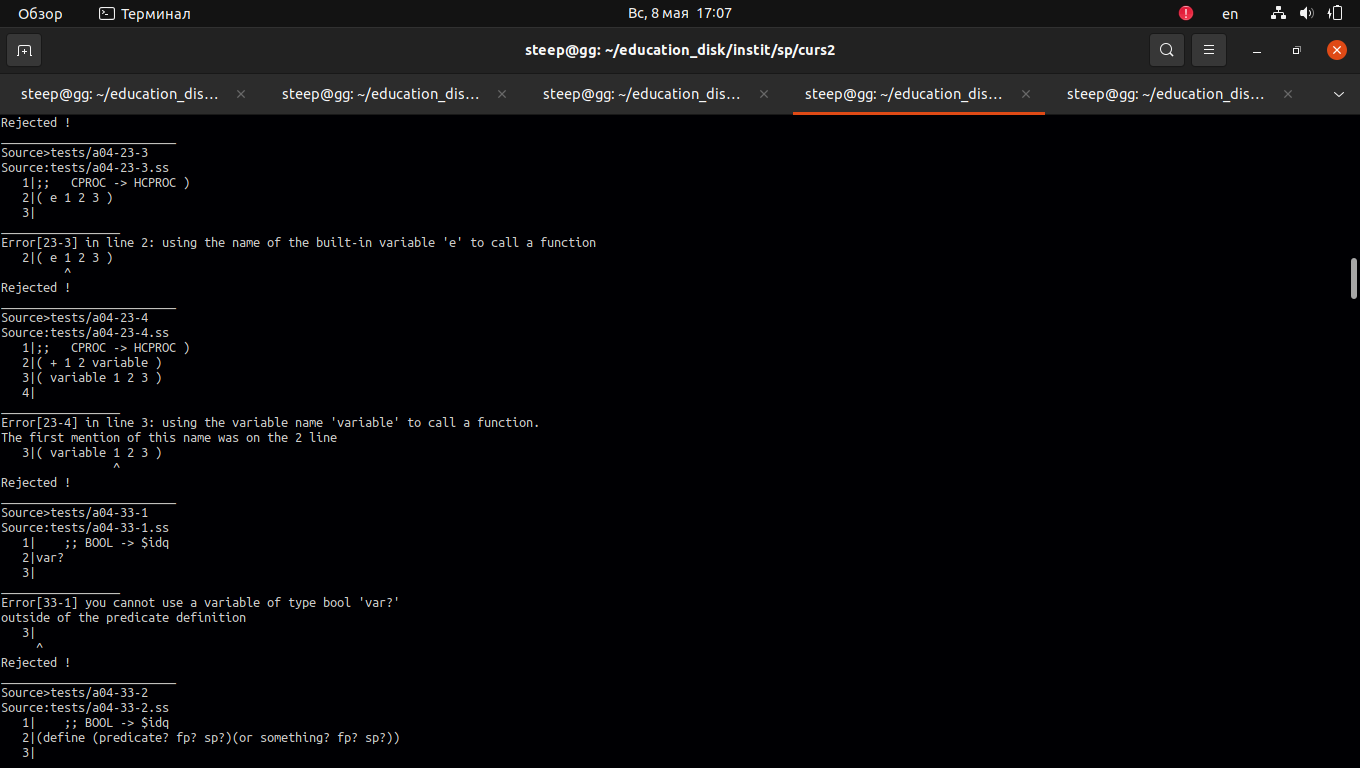 Обзор Терминал Вс, 8 мая 17:07 en
steep@gg: ~/education_disk/instit/sp/curs2
steep@gg: ~/education_dis... steep@gg: ~/education_dis... steep@gg: ~/education_dis... steep@gg: ~/education_dis... steep@gg: ~/education_dis...
Rejected !
_________________________
Source>tests/a04-23-3
Source:tests/a04-23-3.ss
   1|;;   CPROC -> HCPROC )
   2|( e 1 2 3 )
   3|
_________________
Error[23-3] in line 2: using the name of the built-in variable 'e' to call a function
   2|( e 1 2 3 )
         ^
Rejected !
_________________________
Source>tests/a04-23-4
Source:tests/a04-23-4.ss
   1|;;   CPROC -> HCPROC )
   2|( + 1 2 variable )
   3|( variable 1 2 3 )
   4|
_________________
Error[23-4] in line 3: using the variable name 'variable' to call a function.
The first mention of this name was on the 2 line
   3|( variable 1 2 3 )
                ^
Rejected !
_________________________
Source>tests/a04-33-1
Source:tests/a04-33-1.ss
   1|    ;; BOOL -> $idq
   2|var?
   3|
_________________
Error[33-1] you cannot use a variable of type bool 'var?'
outside of the predicate definition
   3|
     ^
Rejected !
_________________________
Source>tests/a04-33-2
Source:tests/a04-33-2.ss
   1|    ;; BOOL -> $idq
   2|(define (predicate? fp? sp?)(or something? fp? sp?))
   3|